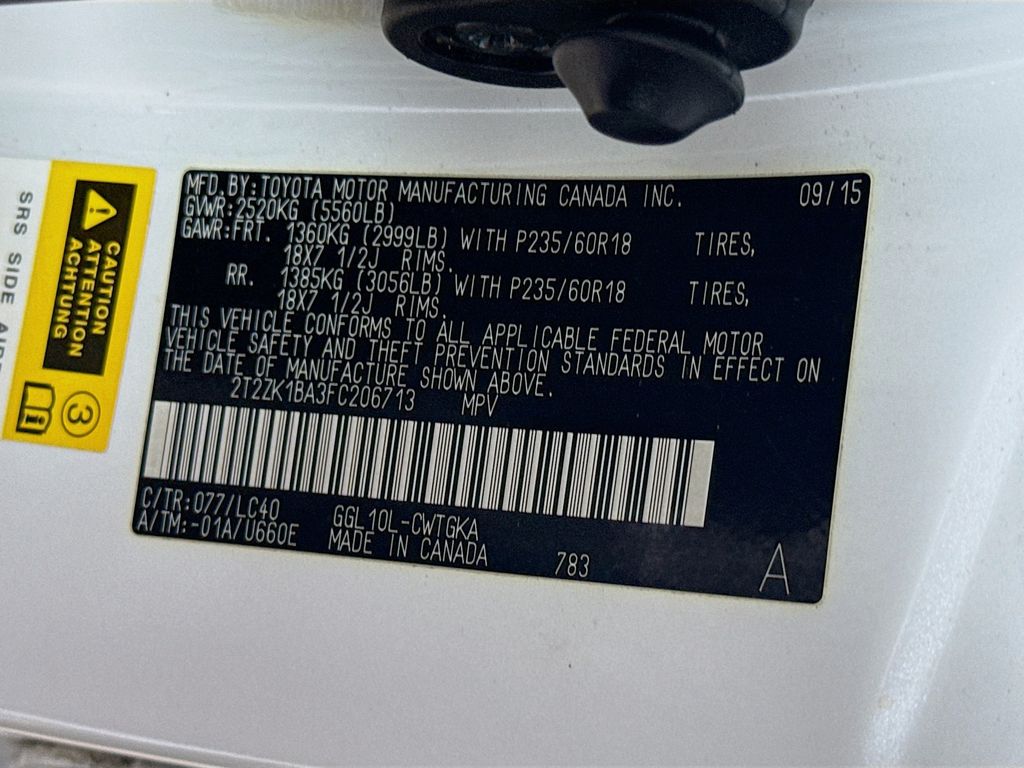 MFD.BY:TOYOTA MOTOR MANUFACTURING CANADA INC. 09/15
GVWR:2520KG (5560LB)
GAWR:FRT. 1360KG (2999LB) WITH P235/60R18 TIRES,
18X7 1/2J RIMS.
RR. 1385KG (3056LB) WITH P235/60R18 TIRES,
18X7 1/2J RIMS.
THIS VEHICLE CONFORMS TO ALL APPLICABLE FEDERAL MOTOR
VEHICLE SAFETY AND THEFT PREVENTION STANDARDS IN EFFECT ON
THE DATE OF MANUFACTURE SHOWN ABOVE.
2T2ZK1BA3FC206713 MPV
C/TR:077/LC40
A/TM:-01A/U660E
GGL10L-CWTGKA
MADE IN CANADA
783
A
CAUTION
ATTENTION
ACHTUNG
3
SRS SIDE